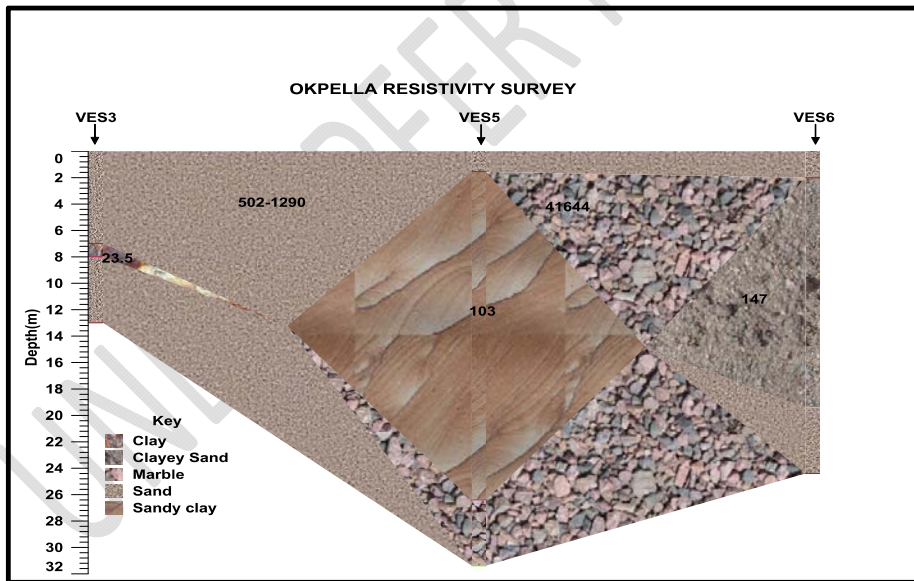 OKPELLA RESISTIVITY SURVEY
VES3 VES5 VES6
0
2
4
6
8
10
12
14
16
18
20
22
24
26
28
30
32
Depth(m)
502-1290
41644
23.5
103
147
Key
Clay
Clayey Sand
Marble
Sand
Sandy clay